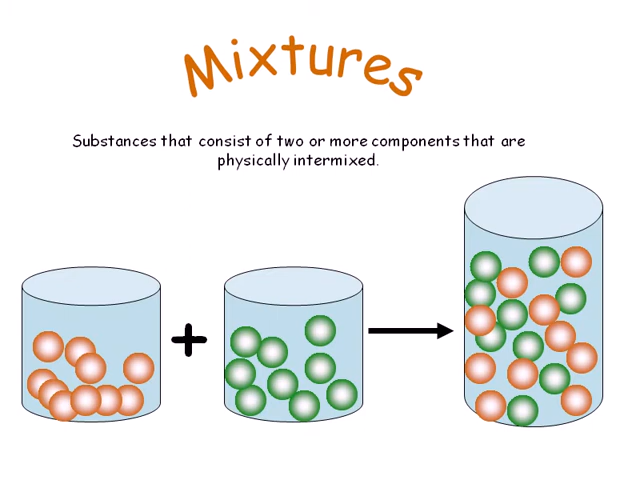 Mixtures
Substances that consist of two or more components that are
physically intermixed.
+